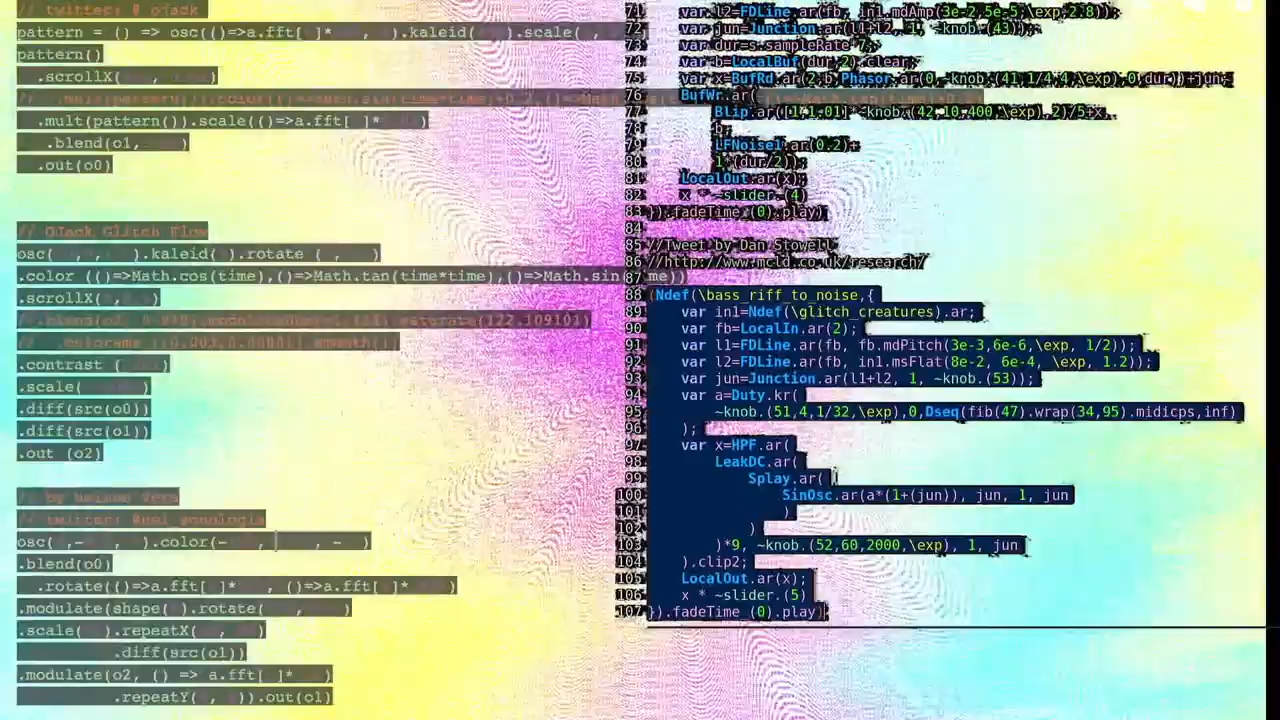 // twitter: @ ojack
pattern = () => osc(()=>a.fft[ ]* , ).kaleid( ).scale( ,
pattern()
.scrollX( , )
.mult(pattern()).scale(()=>a.fft[ ]* )
.blend(o1, )
.out(o0)
// OJack Glitch Flow
osc( , , ).kaleid( ).rotate ( , )
.color (()=>Math.cos(time),()=>Math.tan(time*time),()=>Math.sin( me))
.scrollX( , )
.contrast ( )
.scale( )
.diff(src(o0))
.diff(src(o1))
.out (o2)
// by Nelson Vera
osc( ,- , ).color(- , , - )
.blend(o0)
.rotate(()=>a.fft[ ]* , ()=>a.fft[ ]* )
.modulate(shape( ).rotate( , )
.scale( ).repeatX( , )
.diff(src(o1))
.modulate(o2, () => a.fft[ ]* )
.repeatY( , )).out(o1)
71 var l2=FDLine.ar(fb, in1.mdAmp(3e-2,5e-5,\exp,2.8));
72 var jun=Junction.ar(l1+l2, 1, ~knob.(43));
73 var dur=s.sampleRate*7;
74 var b=LocalBuf(dur,2).clear;
75 var x=BufRd.ar(2,b,Phasor.ar(0,~knob.(41,1/4,4,\exp),0,dur))+jun;
76 BufWr.ar(
77 Blip.ar([1,1.01]*~knob.(42,10,400,\exp),2)/5+x,
78 b,
79 LFNoise1.ar(0.2)+
80 1*(dur/2));
81 LocalOut.ar(x);
82 x * ~slider.(4)
83 }).fadeTime_(0).play)
84
85 //Tweet by Dan Stowell
86 //http://www.mcld.co.uk/research/
87
88 (Ndef(\bass_riff_to_noise,{
89 var in1=Ndef(\glitch_creatures).ar;
90 var fb=LocalIn.ar(2);
91 var l1=FDLine.ar(fb, fb.mdPitch(3e-3,6e-6,\exp, 1/2));
92 var l2=FDLine.ar(fb, in1.msFlat(8e-2, 6e-4, \exp, 1.2));
93 var jun=Junction.ar(l1+l2, 1, ~knob.(53));
94 var a=Duty.kr(
95 ~knob.(51,4,1/32,\exp),0,Dseq(fib(47).wrap(34,95).midicps,inf)
96 );
97 var x=HPF.ar(
98 LeakDC.ar(
99 Splay.ar(
100 SinOsc.ar(a*(1+(jun)), jun, 1, jun
101 )
102 )
103 )*9, ~knob.(52,60,2000,\exp), 1, jun
104 ).clip2;
105 LocalOut.ar(x);
106 x * ~slider.(5)
107 }).fadeTime_(0).play)